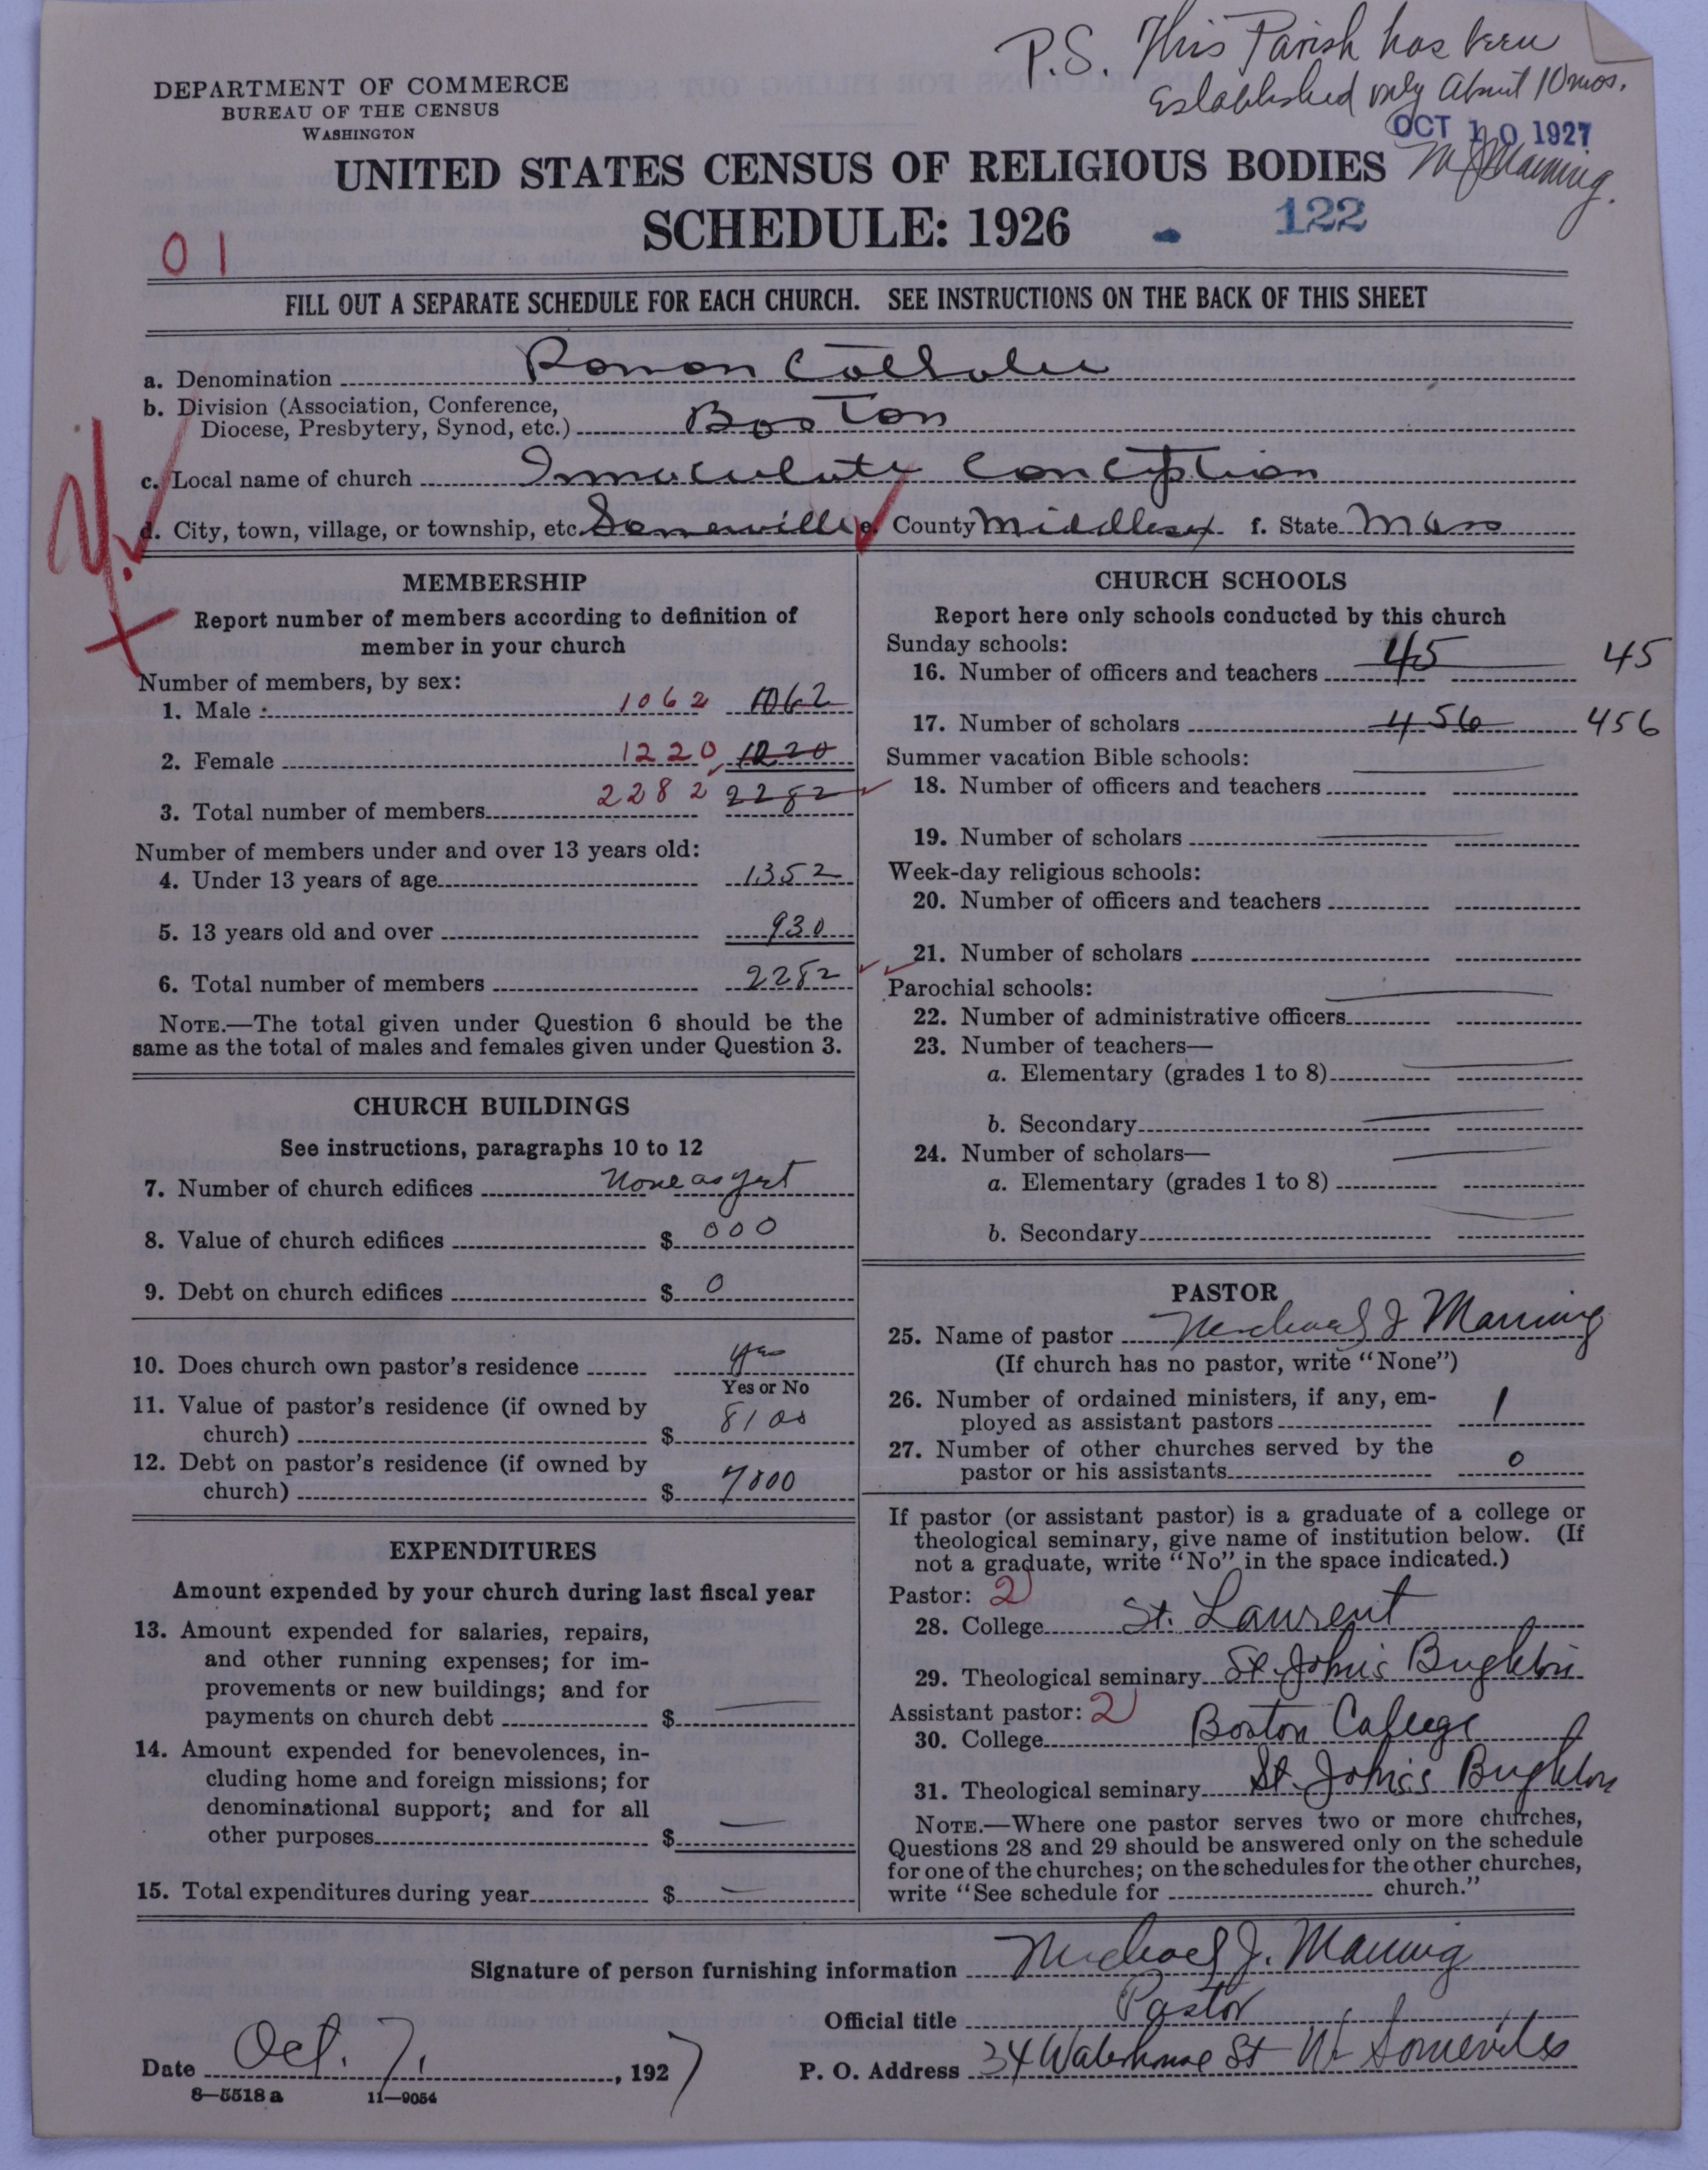 P.S. This Parish has been
Established only about 10 mos.
OCT 10 1927
M J Manning.
DEPARTMENT OF COMMERCE
BUREAU OF THE CENSUS
WASHINGTON
UNITED STATES CENSUS OF RELIGIOUS BODIES
SCHEDULE: 1926 - 122
01
FILL OUT A SEPARATE SCHEDULE FOR EACH CHURCH. SEE INSTRUCTIONS ON THE BACK OF THIS SHEET
a. Denomination Roman Catholic
b. Division (Association, Conference,
Diocese, Presbytery, Synod, etc.) Boston
c. Local name of church Immaculate Conception
d. City, town, village, or township, etc. Somerville e. County Middlesex f. State Mass
MEMBERSHIP
Report number of members according to definition of
member in your church
Number of members, by sex:
1. Male 1062 1062
2. Female 1220 1220
3. Total number of members 2282 2282
Number of members under and over 13 years old:
4. Under 13 years of age 1352
5. 13 years old and over 930
6. Total number of members 2282
NOTE.—The total given under Question 6 should be the
same as the total of males and females given under Question 3.
CHURCH BUILDINGS
See instructions, paragraphs 10 to 12
7. Number of church edifices None as yet
8. Value of church edifices $ 000
9. Debt on church edifices $ 0
10. Does church own pastor's residence yes
Yes or No
11. Value of pastor's residence (if owned by
church) $ 8100
12. Debt on pastor's residence (if owned by
church) $ 7000
EXPENDITURES
Amount expended by your church during last fiscal year
13. Amount expended for salaries, repairs,
and other running expenses; for im-
provements or new buildings; and for
payments on church debt $ —
14. Amount expended for benevolences, in-
cluding home and foreign missions; for
denominational support; and for all
other purposes $ —
15. Total expenditures during year $ —
CHURCH SCHOOLS
Report here only schools conducted by this church
Sunday schools:
16. Number of officers and teachers 45 45
17. Number of scholars 456 456
Summer vacation Bible schools:
18. Number of officers and teachers
19. Number of scholars
Week-day religious schools:
20. Number of officers and teachers
21. Number of scholars
Parochial schools:
22. Number of administrative officers
23. Number of teachers—
a. Elementary (grades 1 to 8)
b. Secondary
24. Number of scholars—
a. Elementary (grades 1 to 8)
b. Secondary
PASTOR
25. Name of pastor Michael J Manning
(If church has no pastor, write "None")
26. Number of ordained ministers, if any, em-
ployed as assistant pastors 1
27. Number of other churches served by the
pastor or his assistants 0
If pastor (or assistant pastor) is a graduate of a college or
theological seminary, give name of institution below. (If
not a graduate, write "No" in the space indicated.)
Pastor: 2
28. College St. Laurent
29. Theological seminary St. John's Brighton
Assistant pastor: 2
30. College Boston College
31. Theological seminary St. John's Brighton
NOTE.—Where one pastor serves two or more churches,
Questions 28 and 29 should be answered only on the schedule
for one of the churches; on the schedules for the other churches,
write "See schedule for church."
Signature of person furnishing information Michael J. Manning
Official title Pastor
Date Oct. 7. , 1927
P. O. Address 34 Waterhouse St W. Somerville
8—5518 a 11—9054